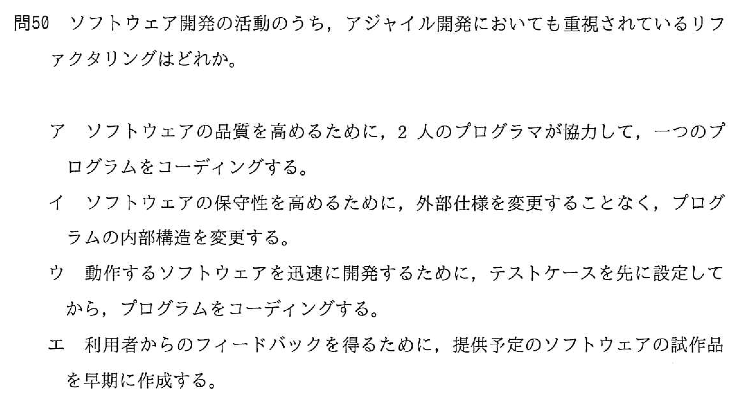 問50 ソフトウェア開発の活動のうち，アジャイル開発においても重視されているリフ
ァクタリングはどれか。
ア ソフトウェアの品質を高めるために，2 人のプログラマが協力して，一つのプ
ログラムをコーディングする。
イ ソフトウェアの保守性を高めるために，外部仕様を変更することなく，プログ
ラムの内部構造を変更する。
ウ 動作するソフトウェアを迅速に開発するために，テストケースを先に設定して
から，プログラムをコーディングする。
エ 利用者からのフィードバックを得るために，提供予定のソフトウェアの試作品
を早期に作成する。